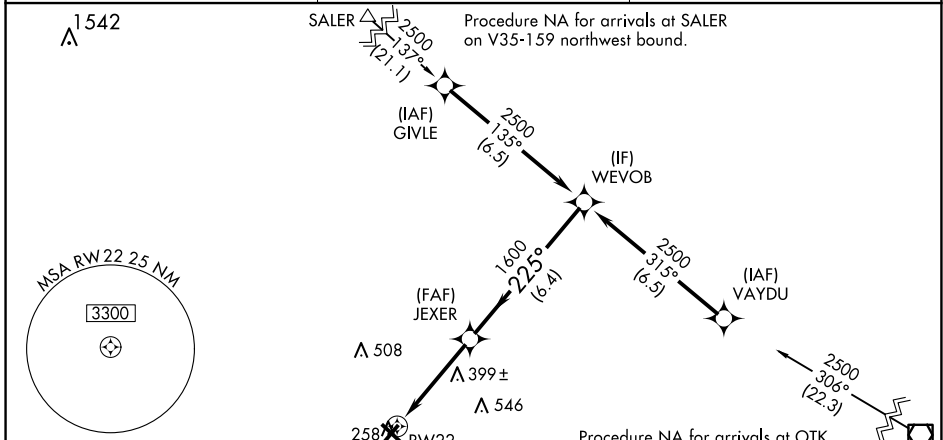 1542
SALER
Procedure NA for arrivals at SALER
on V35-159 northwest bound.
2500
137°
(21.1)
(IAF)
GIVLE
2500
135°
(6.5)
(IF)
WEVOB
MSA RW22 25 NM
3300
1600
225°
(6.4)
2500
315°
(6.5)
(IAF)
VAYDU
(FAF)
JEXER
508
399±
546
2500
306°
(22.3)
258
RW22
Procedure NA for arrivals at OTK